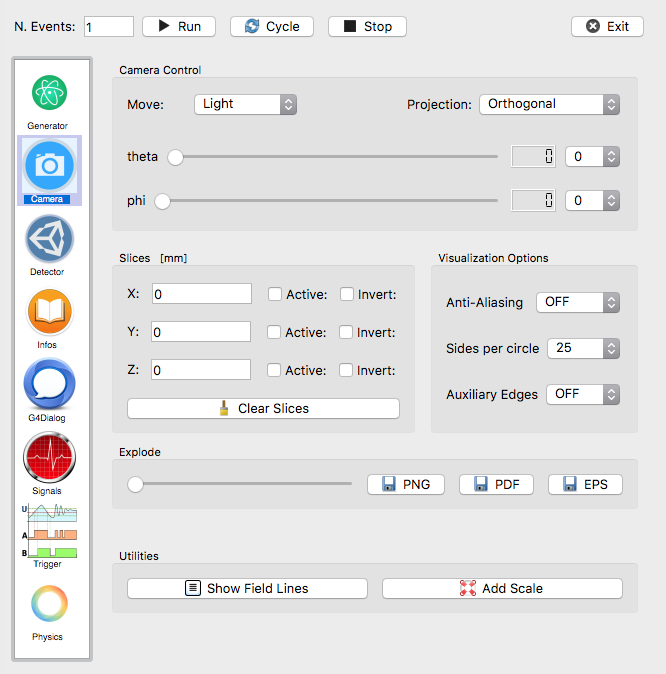 N. Events: 1 Run Cycle Stop Exit
Generator
Camera
Detector
Infos
G4Dialog
Signals
U
A
B
Trigger
Physics
Camera Control
Move: Light Projection: Orthogonal
theta 0 0
phi 0 0
Slices [mm]
X: 0 Active: Invert:
Y: 0 Active: Invert:
Z: 0 Active: Invert:
Clear Slices
Visualization Options
Anti-Aliasing OFF
Sides per circle 25
Auxiliary Edges OFF
Explode
PNG PDF EPS
Utilities
Show Field Lines Add Scale